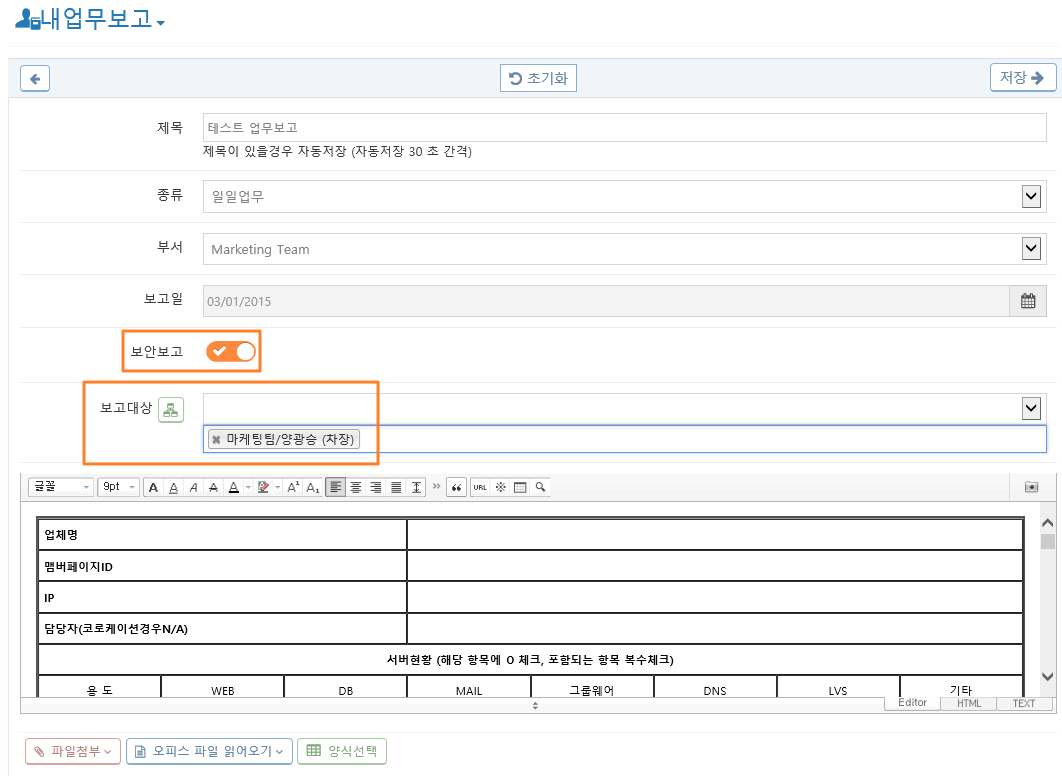 내업무보고
초기화
저장
제목
테스트 업무보고
제목이 있을경우 자동저장 (자동저장 30 초 간격)
종류
일일업무
부서
Marketing Team
보고일
03/01/2015
보안보고
보고대상
마케팅팀/양광승 (차장)
글꼴 9pt A A A A A A¹ A₁ » “ URL
업체명
맴버페이지ID
IP
담당자(코로케이션경우N/A)
서버현황 (해당 항목에 O 체크, 포함되는 항목 복수체크)
용 도 WEB DB MAIL 그룹웨어 DNS LVS 기타
Editor HTML TEXT
파일첨부 오피스 파일 읽어오기 양식선택